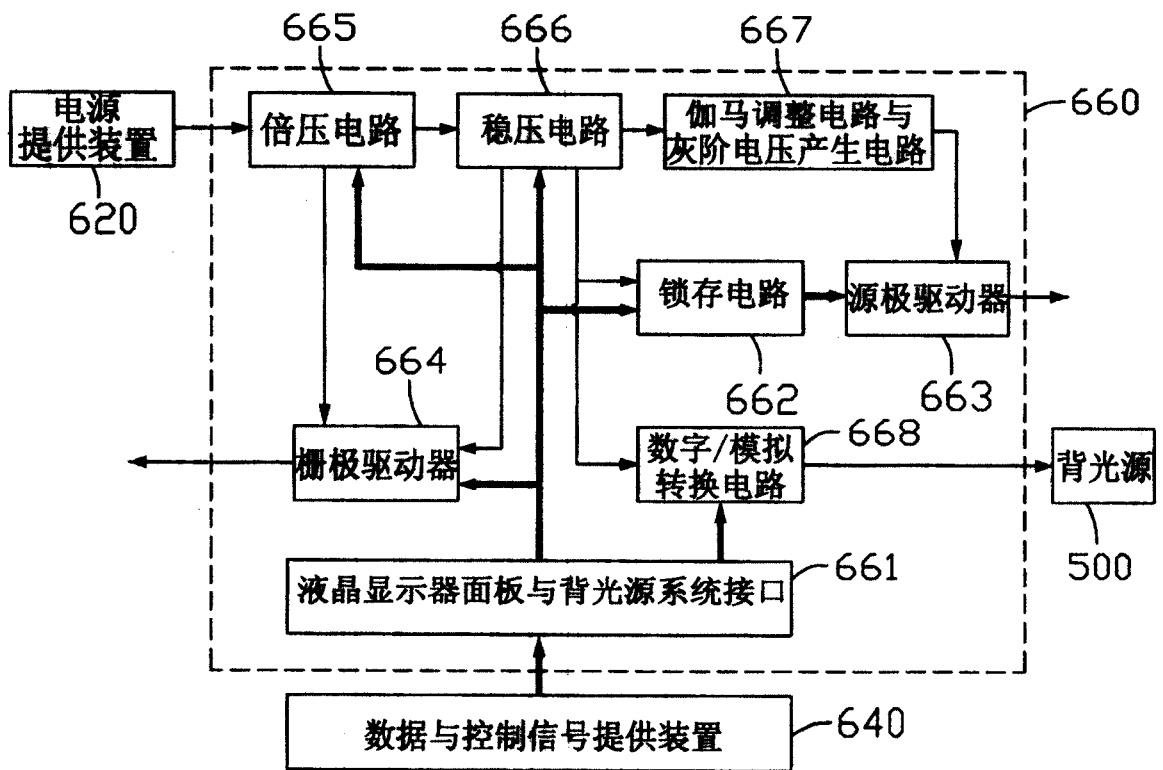 665
666
667
660
电源
提供装置
620
倍压电路
稳压电路
伽马调整电路与
灰阶电压产生电路
锁存电路
662
源极驱动器
663
664
栅极驱动器
数字/模拟
转换电路
668
背光源
500
液晶显示器面板与背光源系统接口
661
数据与控制信号提供装置
640